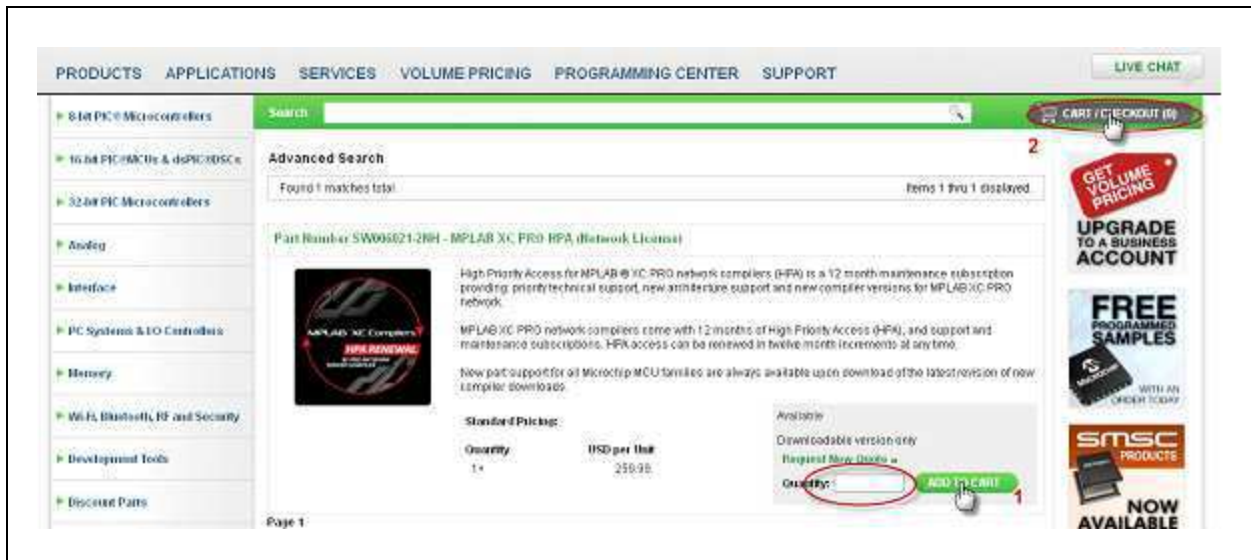 PRODUCTS APPLICATIONS SERVICES VOLUME PRICING PROGRAMMING CENTER SUPPORT
LIVE CHAT
8-bit PIC® Microcontrollers
16-bit PIC®MCUs & dsPIC®DSCs
32-bit PIC Microcontrollers
Analog
Interface
PC Systems & I/O Controllers
Memory
Wi-Fi, Bluetooth, RF and Security
Development Tools
Discount Parts
Search
CART / CHECKOUT (0)
2
Advanced Search
Found 1 matches total
Items 1 thru 1 displayed
Part Number SW006021-2NH - MPLAB XC PRO HPA (Network License)
MPLAB XC Compilers
HPA RENEWAL
High Priority Access for MPLAB ® XC PRO network compilers (HPA) is a 12 month maintenance subscription
providing: priority technical support, new architecture support and new compiler versions for MPLAB XC PRO
network.
MPLAB XC PRO network compilers come with 12 months of High Priority Access (HPA), and support and
maintenance subscriptions. HPA access can be renewed in twelve month increments at any time.
New part support for all Microchip MCU families are always available upon download of the latest revision of new
compiler downloads.
Standard Pricing:
Quantity USD per Unit
1+
Available
Downloadable version only
Request New Quote »
Quantity:
ADD TO CART
1
Page 1
GET
VOLUME
PRICING
UPGRADE
TO A BUSINESS
ACCOUNT
FREE
PROGRAMMED
SAMPLES
MICROCHIP
WITH AN
ORDER TODAY
SMSC
PRODUCTS
NOW
AVAILABLE